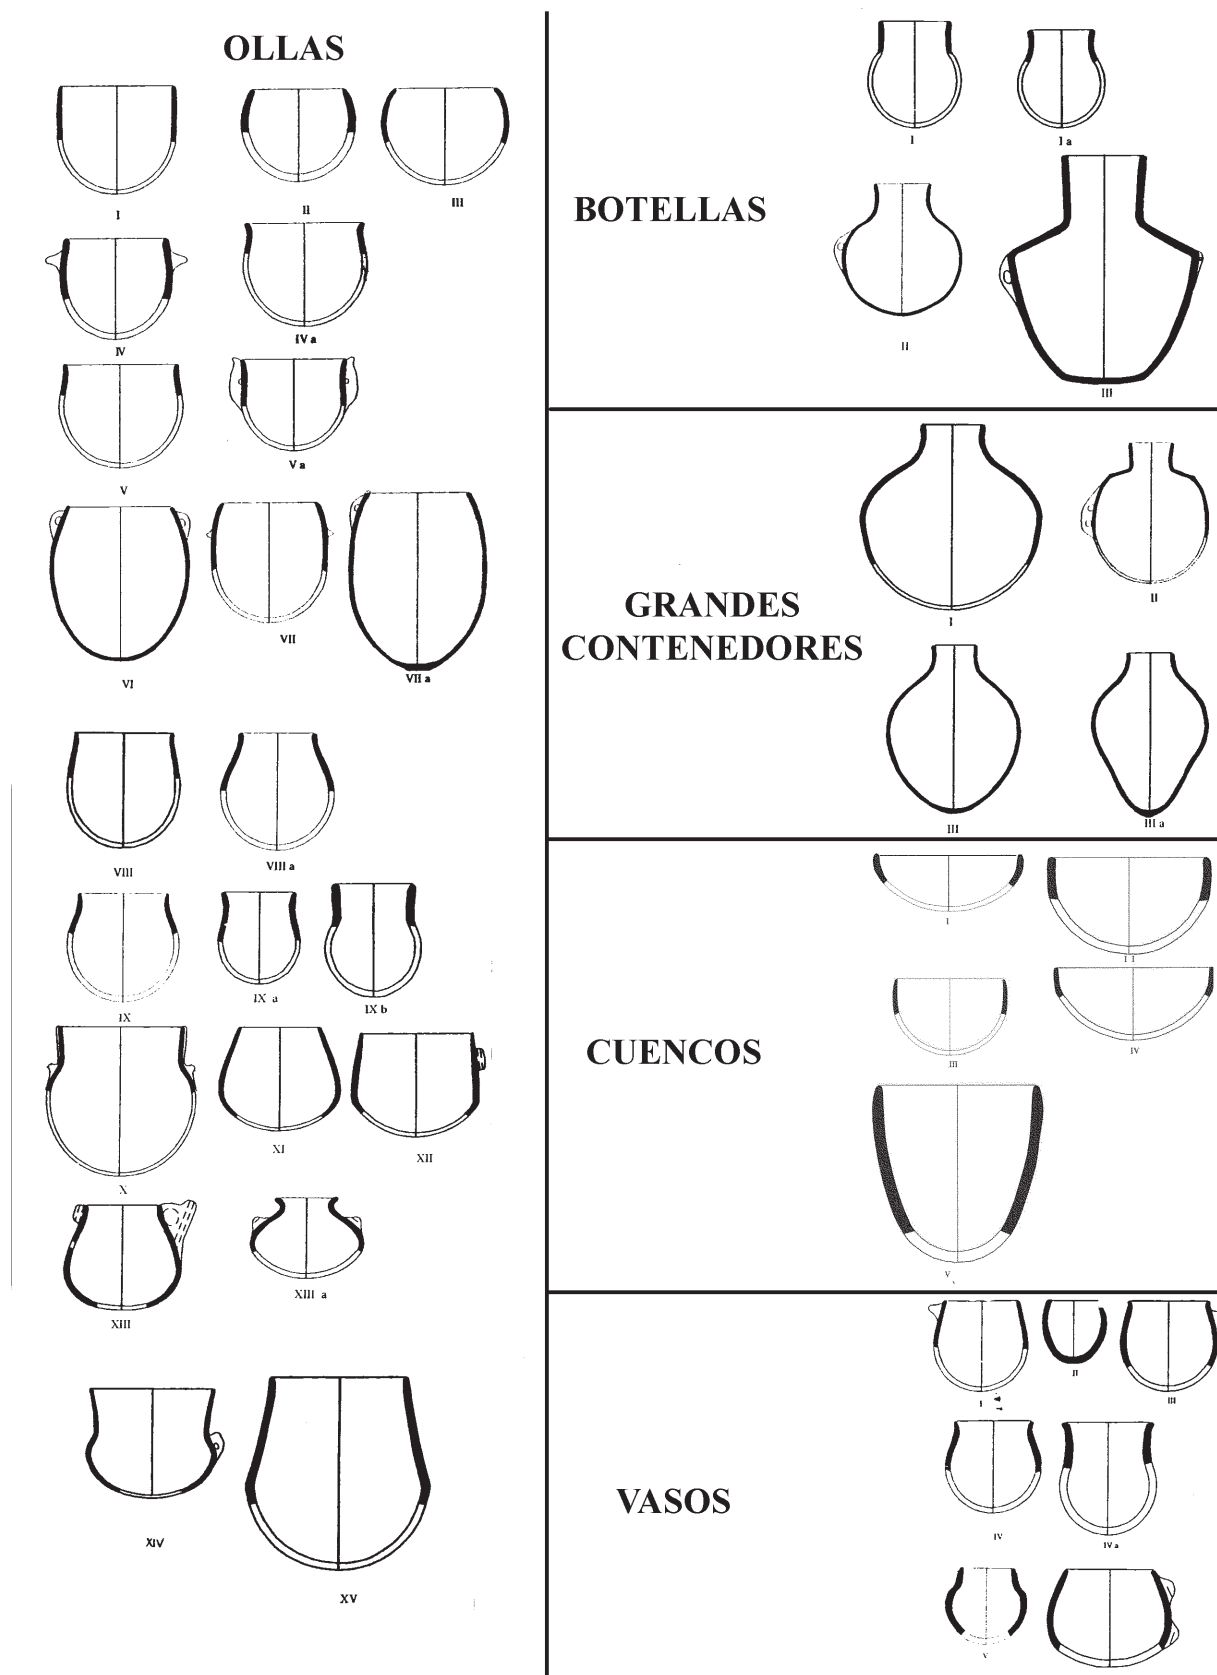 OLLAS
I
II
III
IV
IV a
V
V a
VI
VII
VII a
VIII
VIII a
IX
IX a
IX b
X
XI
XII
XIII
XIII a
XIV
XV
BOTELLAS
I
I a
II
III
GRANDES
CONTENEDORES
I
II
III
III a
CUENCOS
I
II
III
IV
V
VASOS
I
II
III
IV
IV a
V